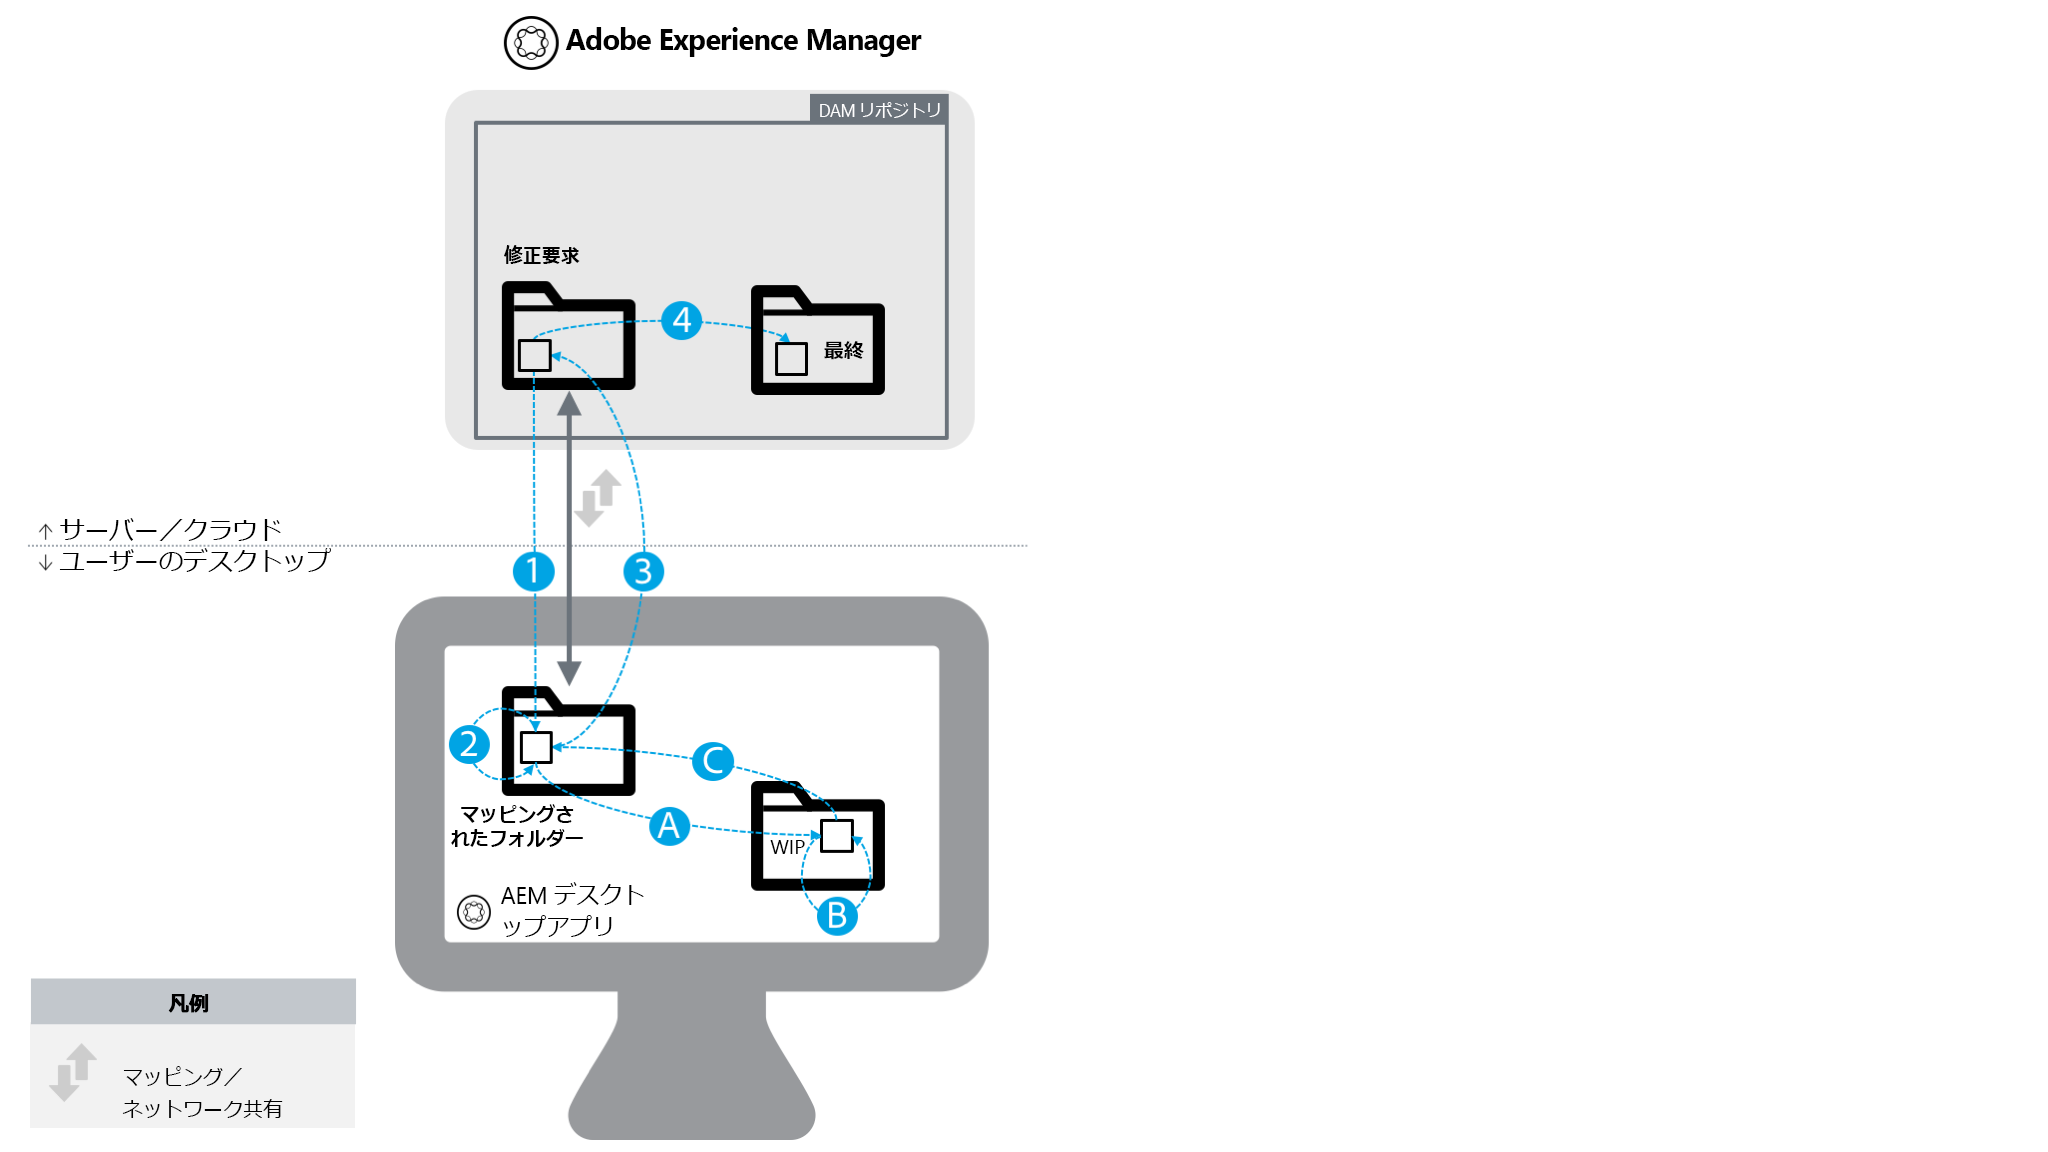 Adobe Experience Manager
DAM リポジトリ
修正要求
4
最終
↑ サーバー／クラウド
↓ ユーザーのデスクトップ
1
3
2
C
マッピングさ
れたフォルダー
A
WIP
B
AEM デスクト
ップアプリ
凡例
マッピング／
ネットワーク共有